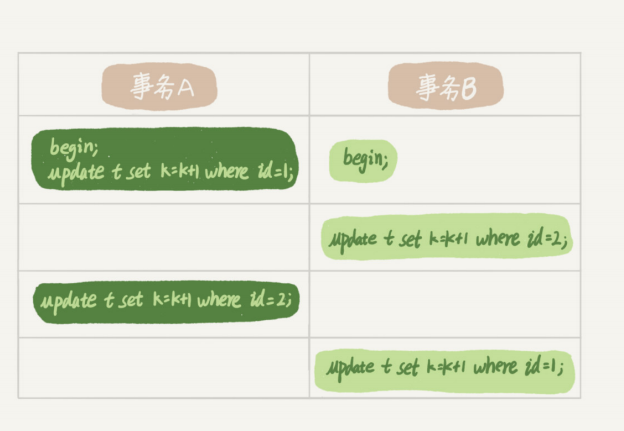 事务A
事务B
begin;
update t set k=k+1 where id=1;
begin;
update t set k=k+1 where id=2;
update t set k=k+1 where id=2;
update t set k=k+1 where id=1;